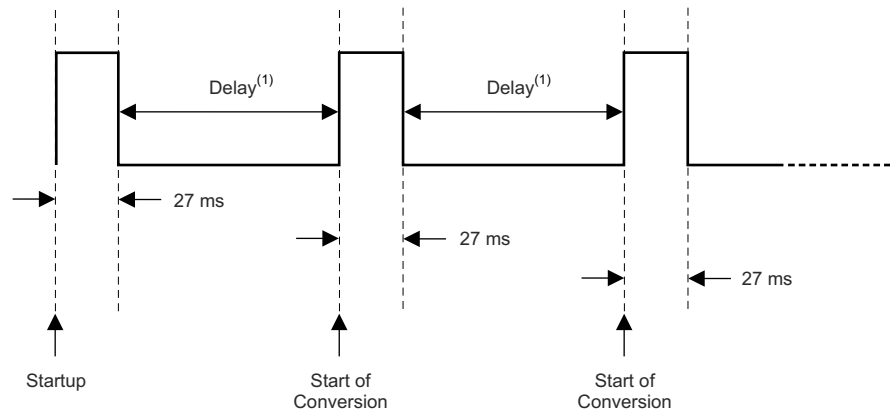 Delay(1)
Delay(1)
27 ms
27 ms
27 ms
Startup
Start of
Conversion
Start of
Conversion